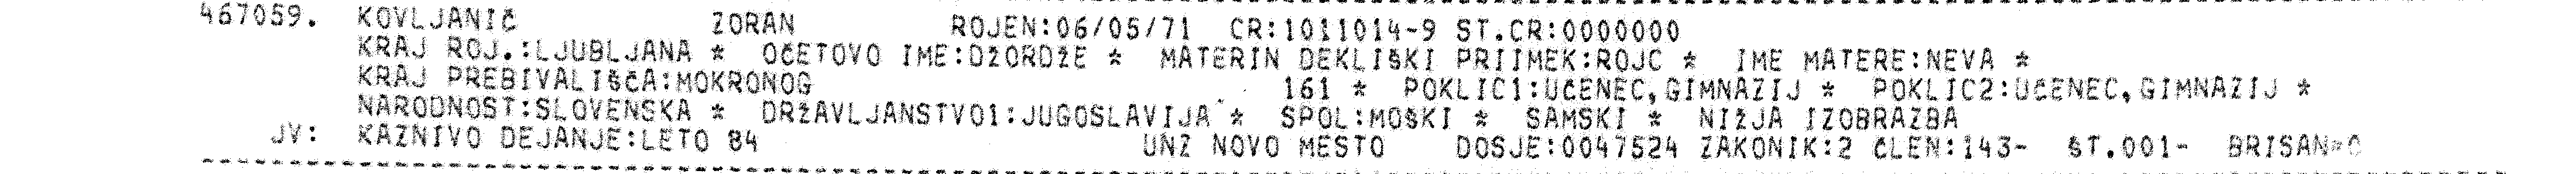 467059. KOVLJANIČ ZORAN ROJEN:06/05/71 CR:1011014-9 ST.CR:0000000
KRAJ ROJ.:LJUBLJANA * OČETOVO IME:DŽORDŽE * MATERIN DEKLIŠKI PRIIMEK:ROJC * IME MATERE:NEVA *
KRAJ PREBIVALIŠČA:MOKRONOG 161 * POKLIC1:UČENEC,GIMNAZIJ * POKLIC2:UČENEC,GIMNAZIJ *
NARODNOST:SLOVENSKA * DRŽAVLJANSTVO1:JUGOSLAVIJA * SPOL:MOŠKI * SAMSKI * NIŽJA IZOBRAZBA
JV: KAZNIVO DEJANJE:LETO 84 UNZ NOVO MESTO DOSJE:0047524 ZAKONIK:2 ČLEN:143- ŠT.001- BRISAN=0